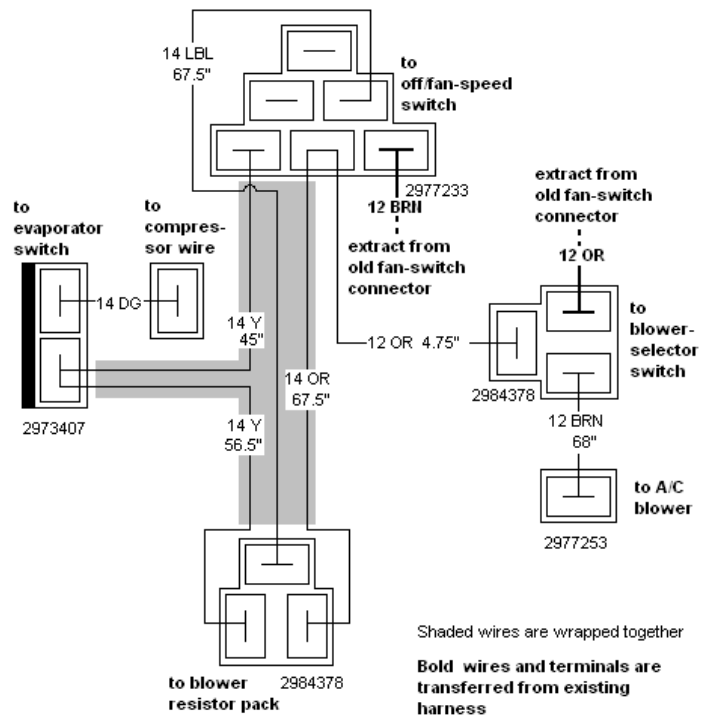 14 LBL
67.5"
to
off/fan-speed
switch
2977233
12 BRN
extract from
old fan-switch
connector
extract from
old fan-switch
connector
12 OR
to
evaporator
switch
to
compres-
sor wire
14 DG
2973407
14 Y
45"
14 Y
56.5"
14 OR
67.5"
12 OR 4.75"
to
blower-
selector
switch
2984378
12 BRN
68"
to A/C
blower
2977253
to blower
resistor pack
2984378
Shaded wires are wrapped together
Bold wires and terminals are
transferred from existing
harness